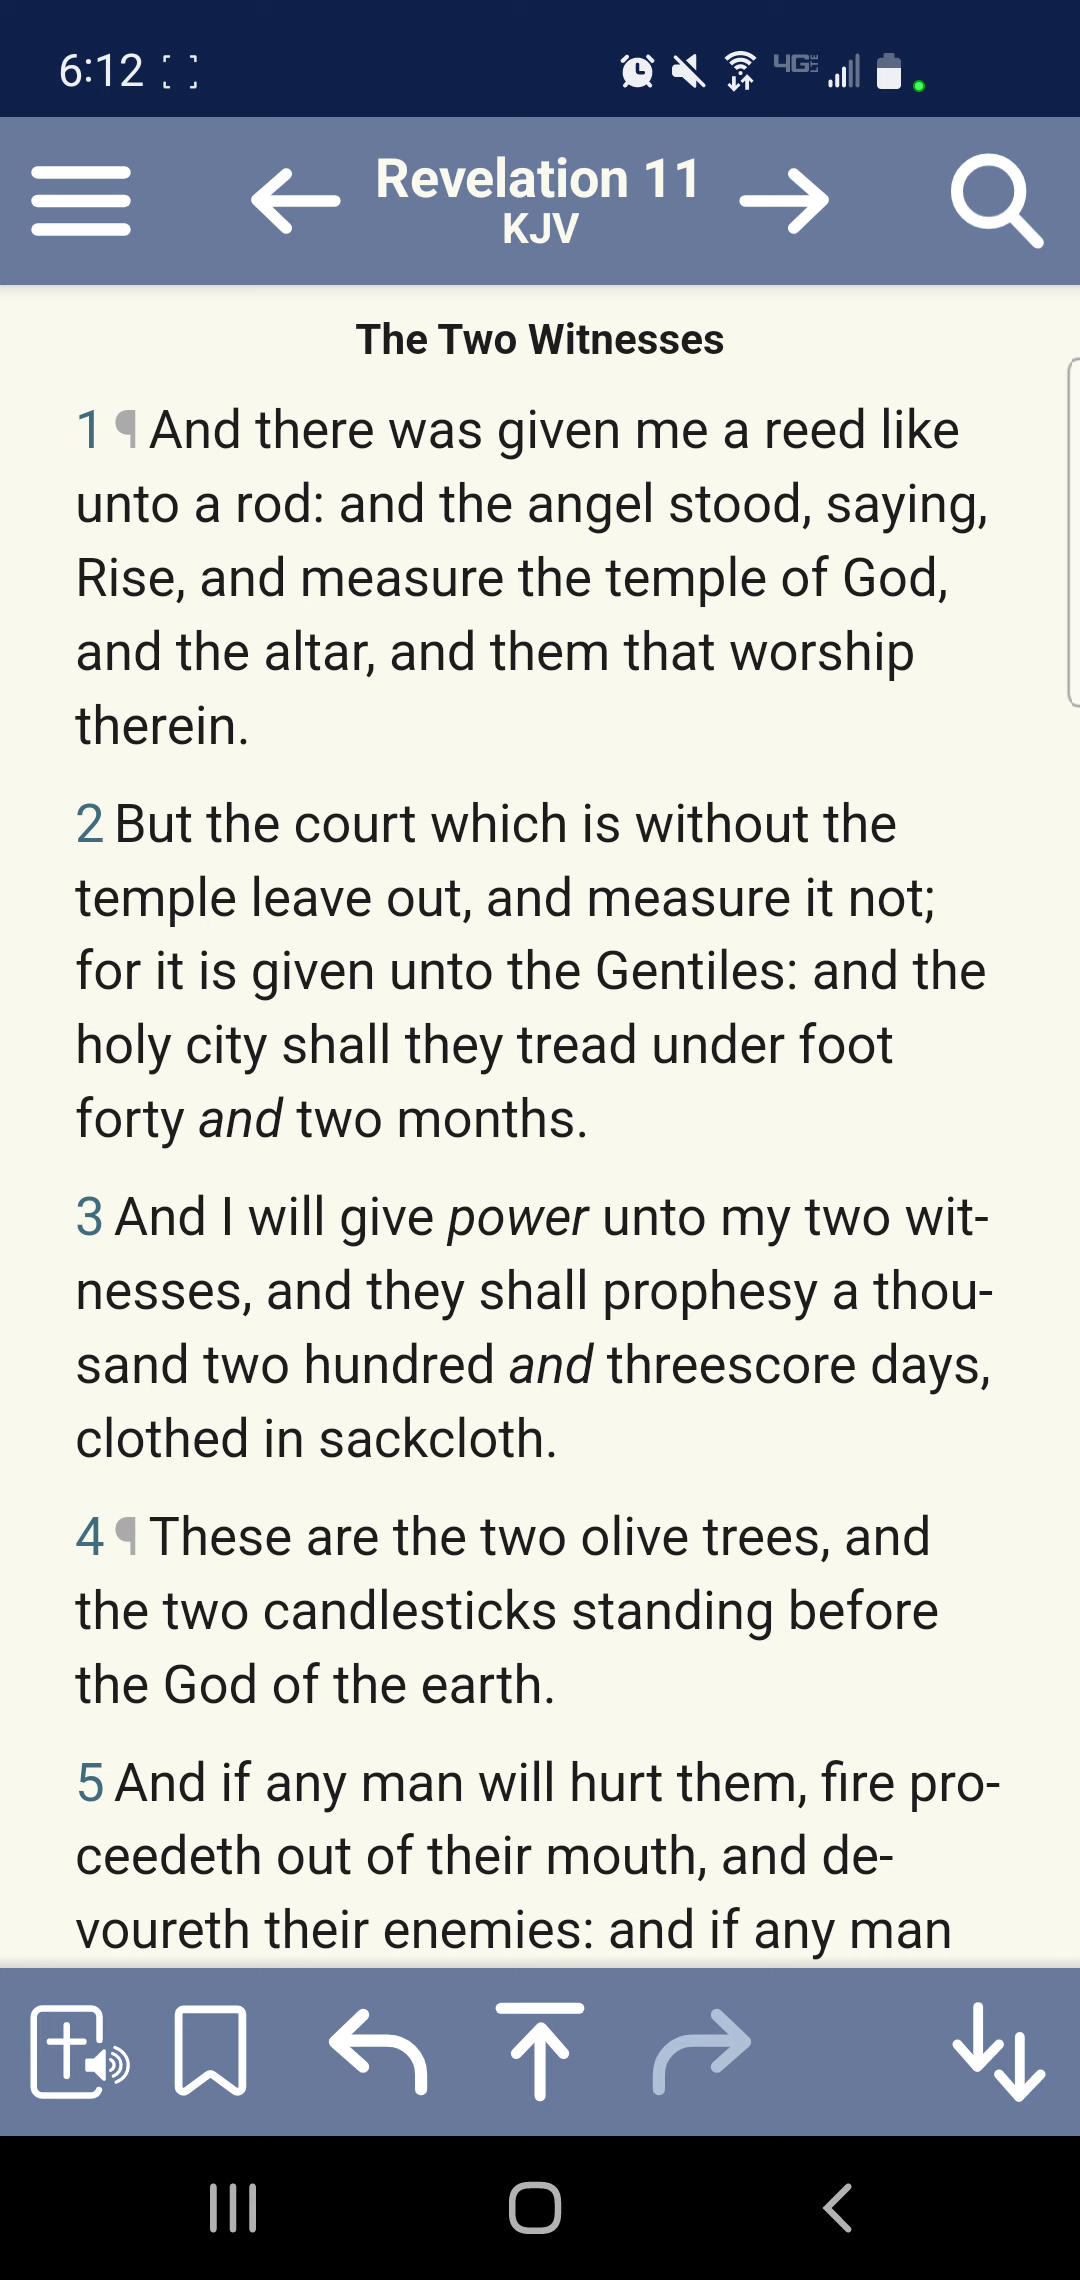 6:12
4GE LTE
Revelation 11
KJV
The Two Witnesses
1 ¶ And there was given me a reed like
unto a rod: and the angel stood, saying,
Rise, and measure the temple of God,
and the altar, and them that worship
therein.
2 But the court which is without the
temple leave out, and measure it not;
for it is given unto the Gentiles: and the
holy city shall they tread under foot
forty and two months.
3 And I will give power unto my two wit-
nesses, and they shall prophesy a thou-
sand two hundred and threescore days,
clothed in sackcloth.
4 ¶ These are the two olive trees, and
the two candlesticks standing before
the God of the earth.
5 And if any man will hurt them, fire pro-
ceedeth out of their mouth, and de-
voureth their enemies: and if any man